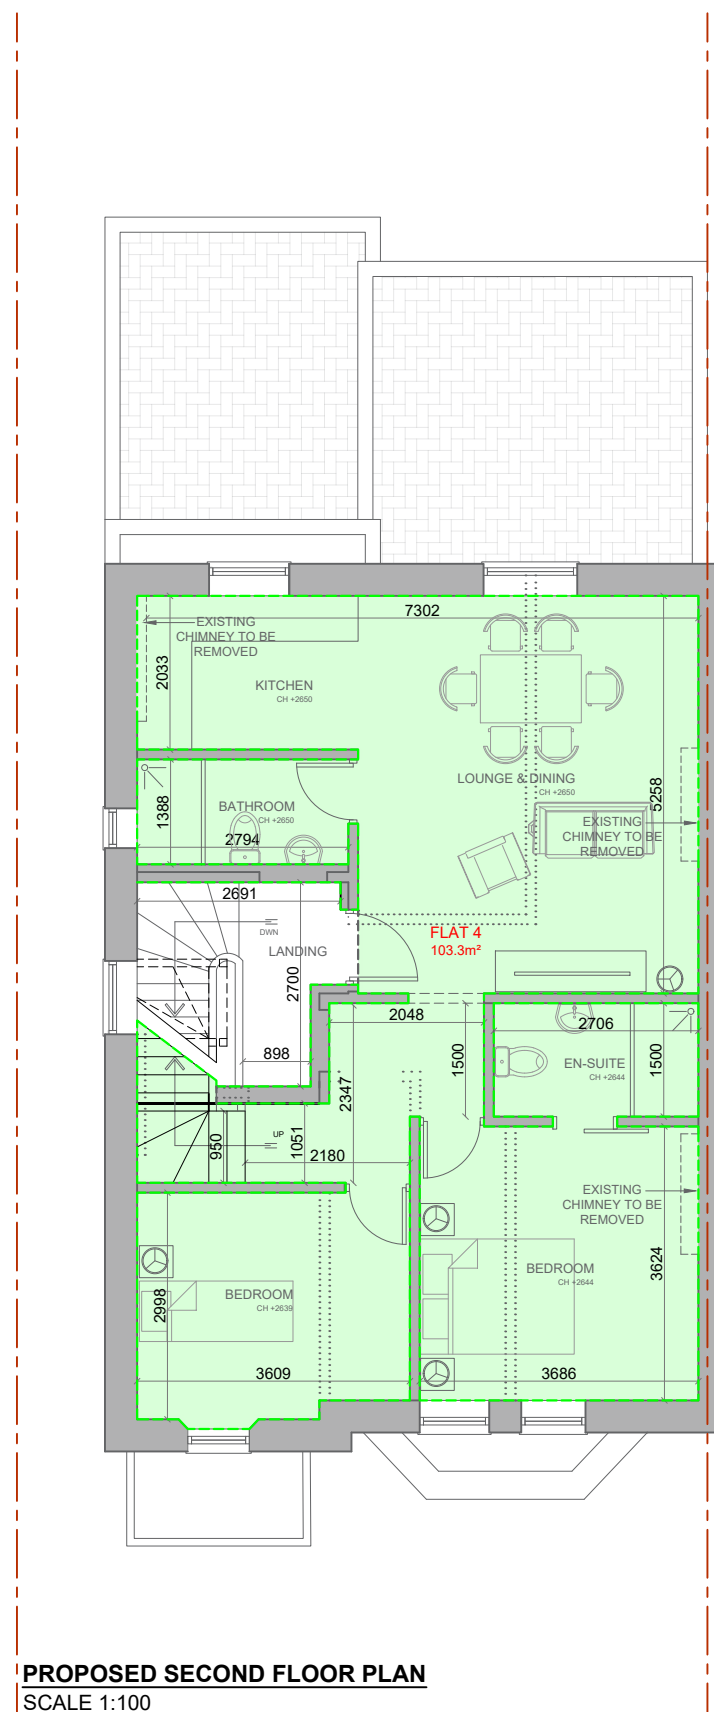 7302
EXISTING
CHIMNEY TO BE
REMOVED
2033
KITCHEN
CH +2650
LOUNGE & DINING
CH +2650
5258
1388
BATHROOM
CH +2650
2794
EXISTING
CHIMNEY TO BE
REMOVED
2691
DWN
LANDING
FLAT 4
103.3m²
2700
2048
2706
898
1500
EN-SUITE
CH +2644
1500
2347
UP
950
1051
2180
EXISTING
CHIMNEY TO BE
REMOVED
3624
BEDROOM
CH +2639
2998
BEDROOM
CH +2644
3609
3686
PROPOSED SECOND FLOOR PLAN
SCALE 1:100